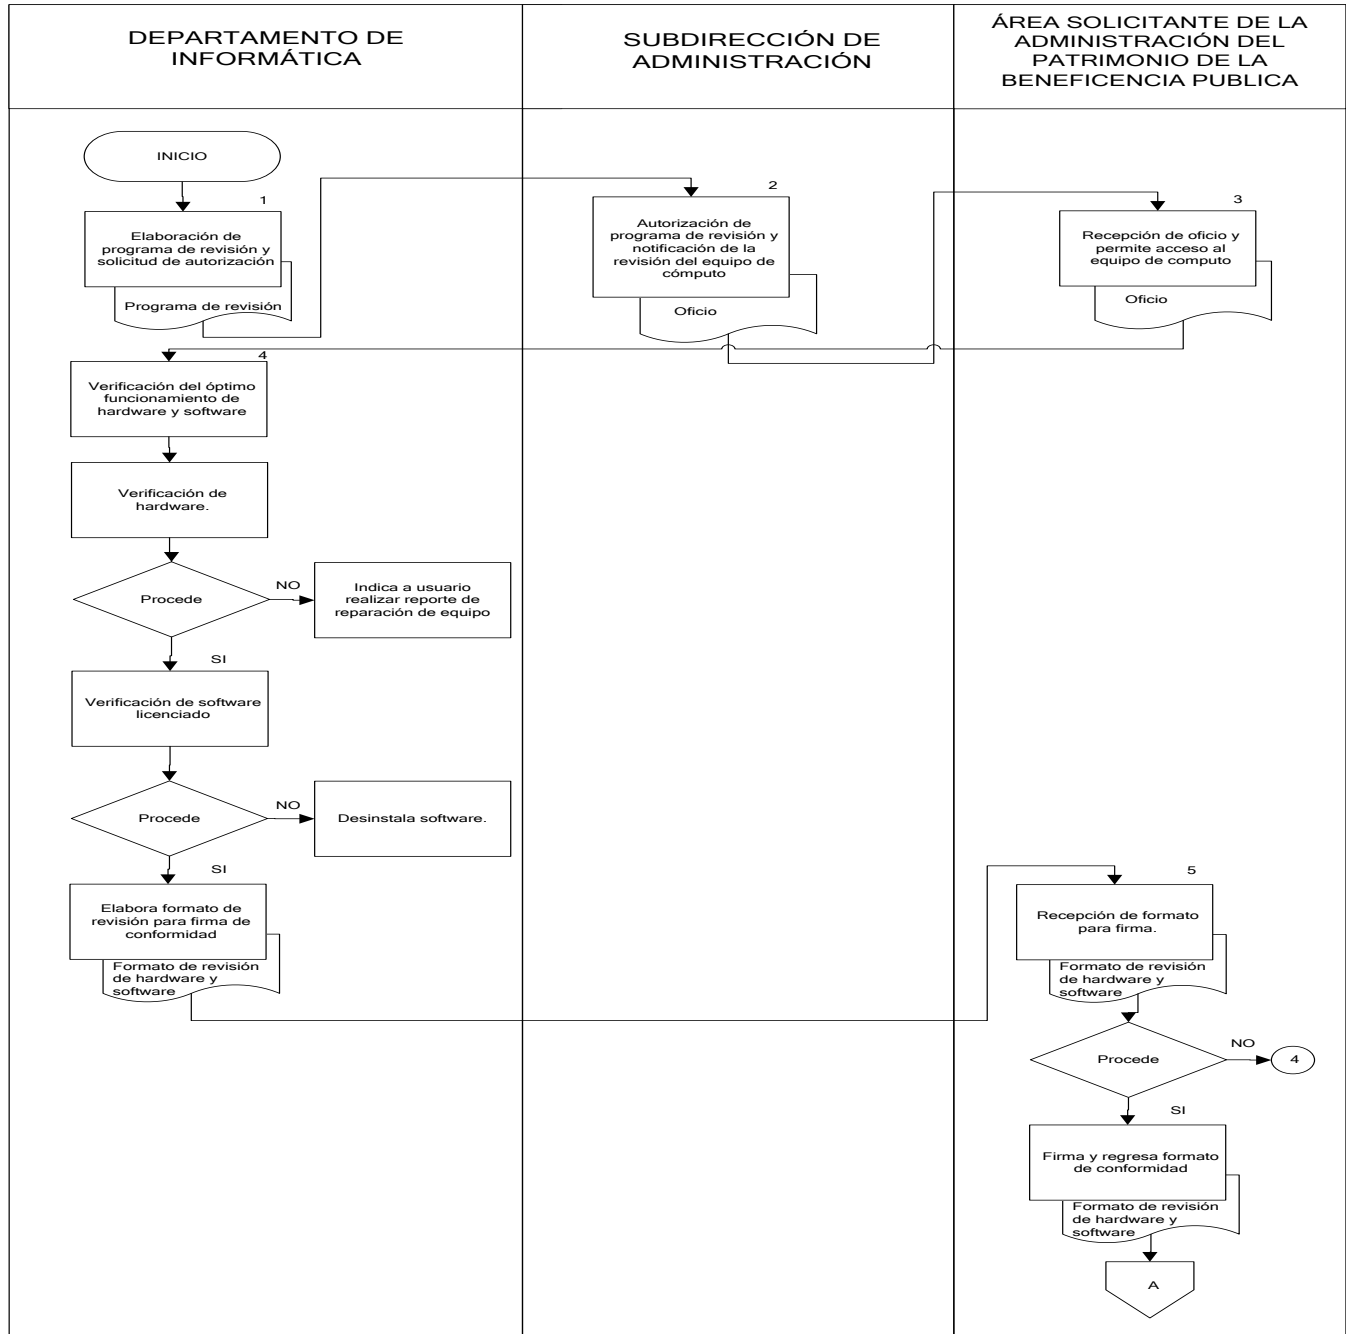 DEPARTAMENTO DE
INFORMÁTICA
SUBDIRECCIÓN DE
ADMINISTRACIÓN
ÁREA SOLICITANTE DE LA
ADMINISTRACIÓN DEL
PATRIMONIO DE LA
BENEFICENCIA PUBLICA
INICIO
1
Elaboración de
programa de revisión y
solicitud de autorización
Programa de revisión
2
Autorización de
programa de revisión y
notificación de la
revisión del equipo de
cómputo
Oficio
3
Recepción de oficio y
permite acceso al
equipo de computo
Oficio
4
Verificación del óptimo
funcionamiento de
hardware y software
Verificación de
hardware.
Procede
NO
Indica a usuario
realizar reporte de
reparación de equipo
SI
Verificación de software
licenciado
Procede
NO
Desinstala software.
SI
Elabora formato de
revisión para firma de
conformidad
Formato de revisión
de hardware y
software
5
Recepción de formato
para firma.
Formato de revisión
de hardware y
software
Procede
NO
4
SI
Firma y regresa formato
de conformidad
Formato de revisión
de hardware y
software
A